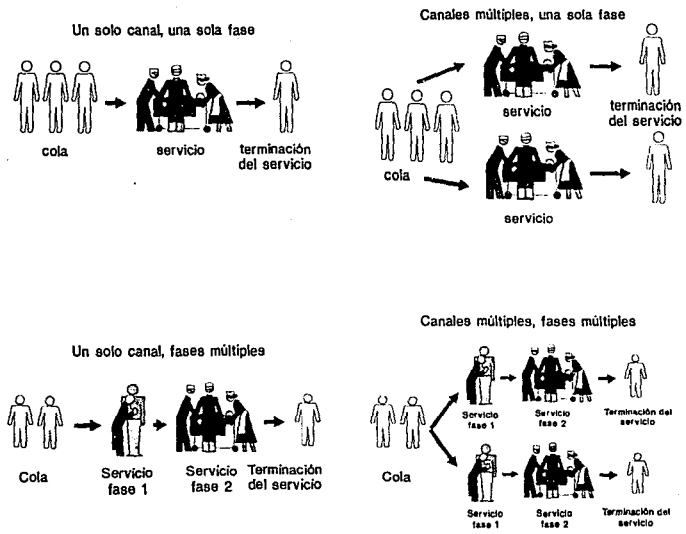 Un solo canal, una sola fase
cola
servicio
terminación
del servicio
Canales múltiples, una sola fase
servicio
terminación
del servicio
cola
servicio
Un solo canal, fases múltiples
Cola
Servicio
fase 1
Servicio
fase 2
Terminación
del servicio
Canales múltiples, fases múltiples
Servicio
fase 1
Servicio
fase 2
Terminación del
servicio
Cola
Servicio
fase 1
Servicio
fase 2
Terminación del
servicio